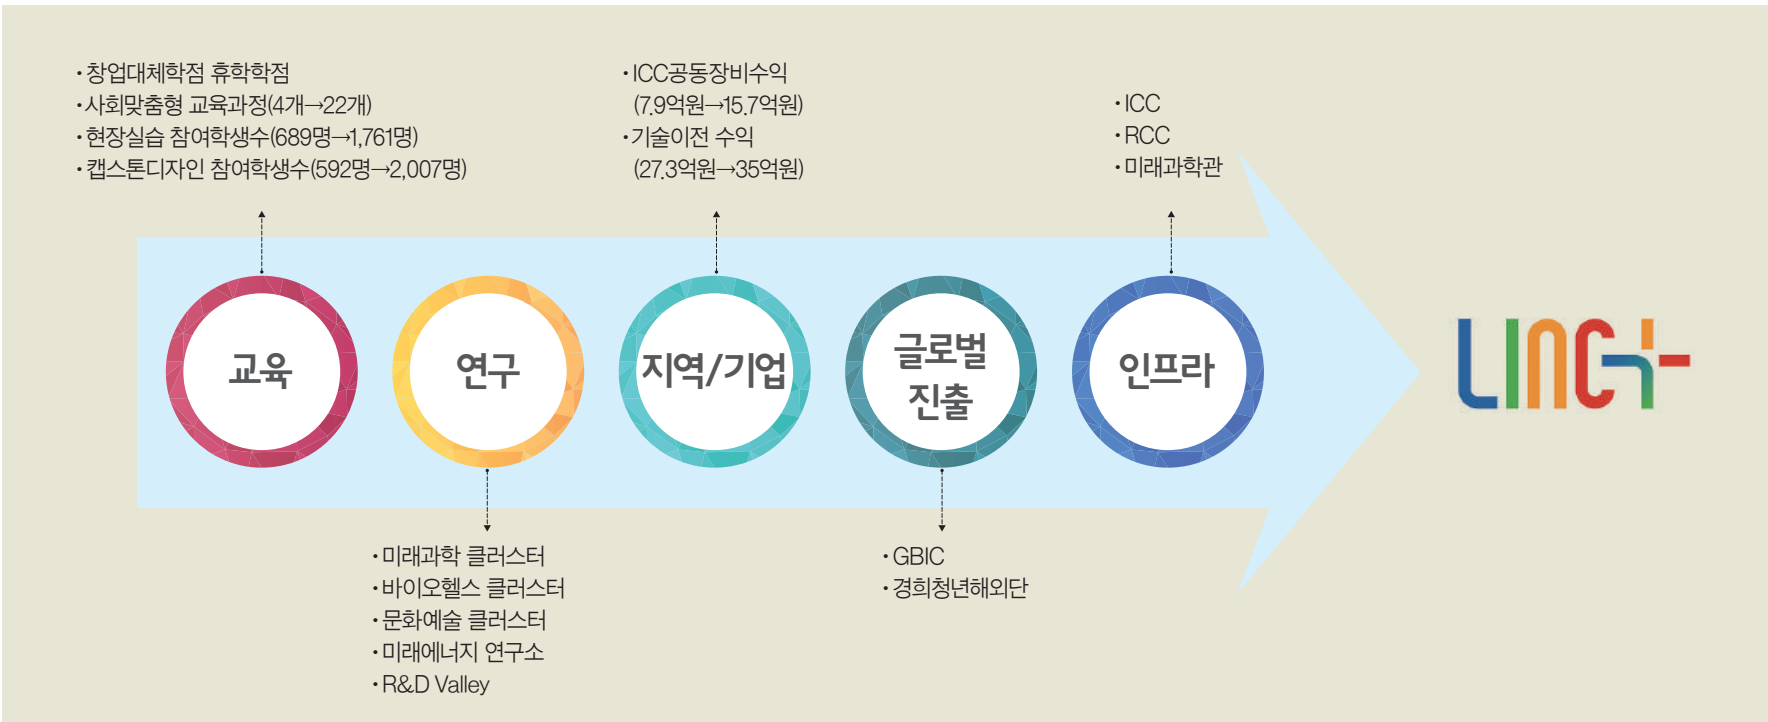 ·창업대체학점 휴학학점
·사회맞춤형 교육과정(4개→22개)
·현장실습 참여학생수(689명→1,761명)
·캡스톤디자인 참여학생수(592명→2,007명)
·ICC공동장비수익
(7.9억원→15.7억원)
·기술이전 수익
(27.3억원→35억원)
·ICC
·RCC
·미래과학관
교육
연구
지역/기업
글로벌
진출
인프라
LINC+
·미래과학 클러스터
·바이오헬스 클러스터
·문화예술 클러스터
·미래에너지 연구소
·R&D Valley
·GBIC
·경희청년해외단